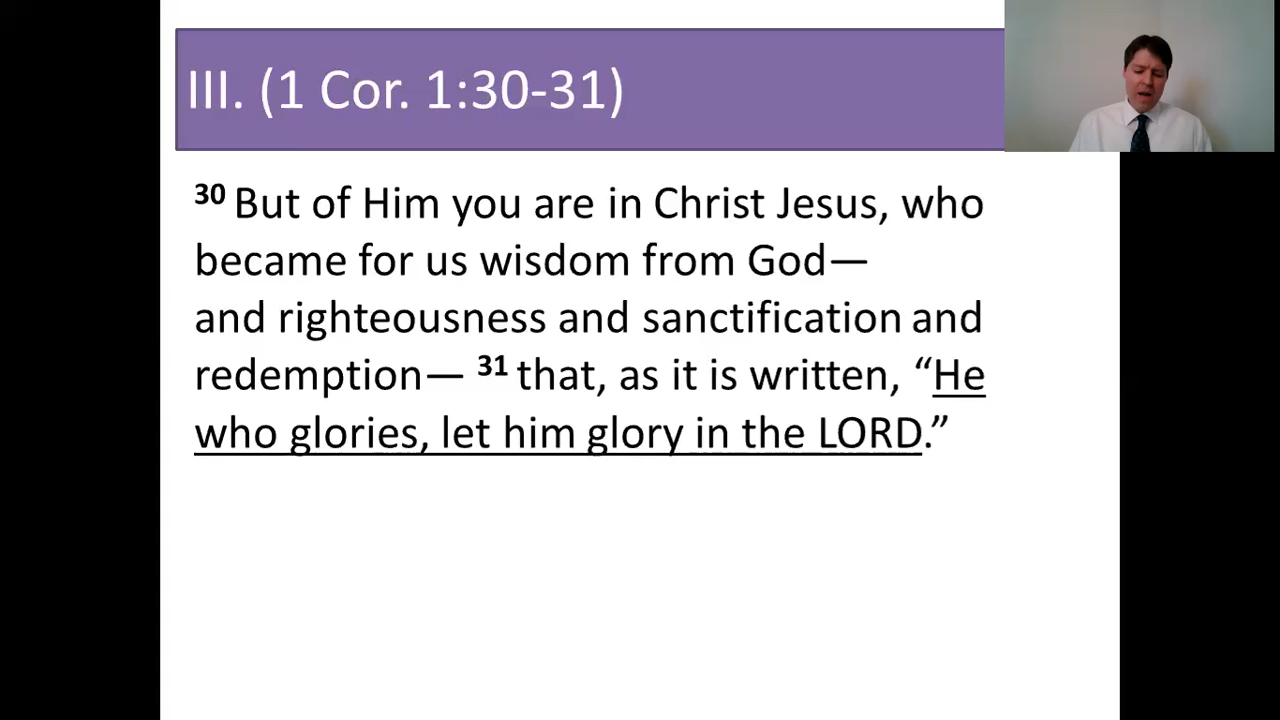 III. (1 Cor. 1:30-31)
30 But of Him you are in Christ Jesus, who
became for us wisdom from God—
and righteousness and sanctification and
redemption— 31 that, as it is written, “He
who glories, let him glory in the LORD.”